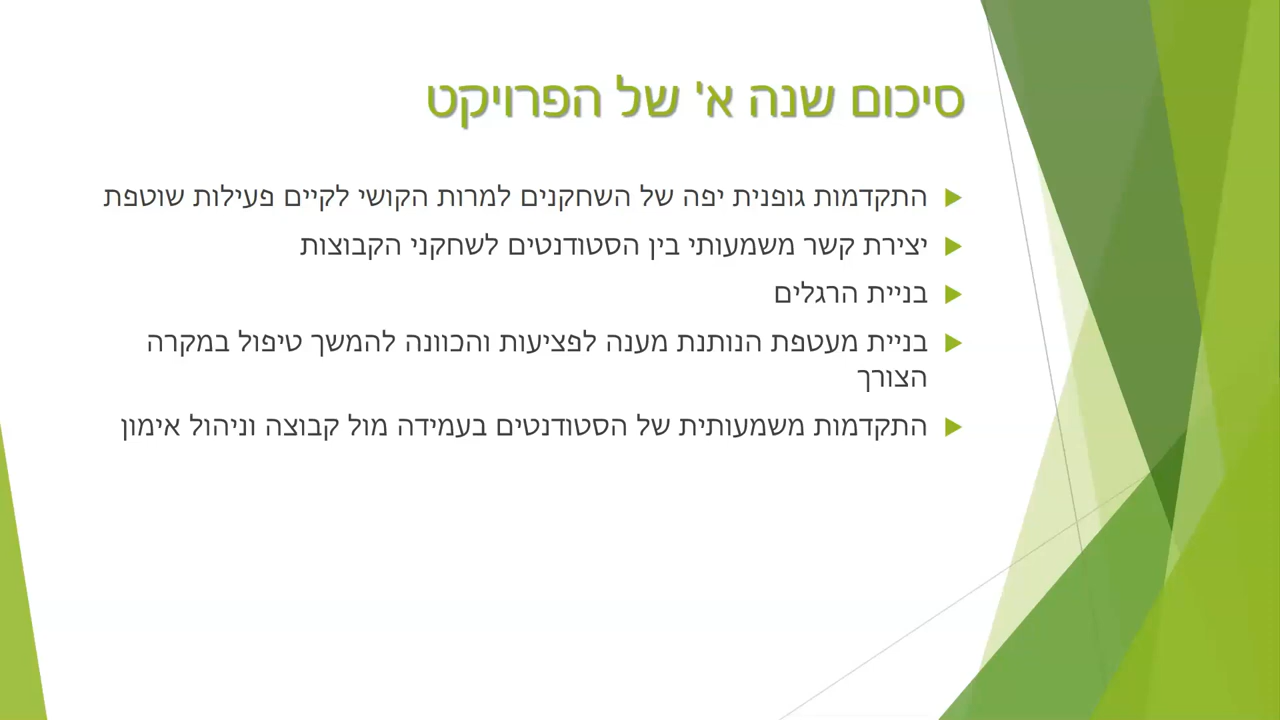 סיכום שנה א' של הפרויקט
התקדמות גופנית יפה של השחקנים למרות הקושי לקיים פעילות שוטפת
יצירת קשר משמעותי בין הסטודנטים לשחקני הקבוצות
בניית הרגלים
בניית מעטפת הנותנת מענה לפציעות והכוונה להמשך טיפול במקרה
הצורך
התקדמות משמעותית של הסטודנטים בעמידה מול קבוצה וניהול אימון